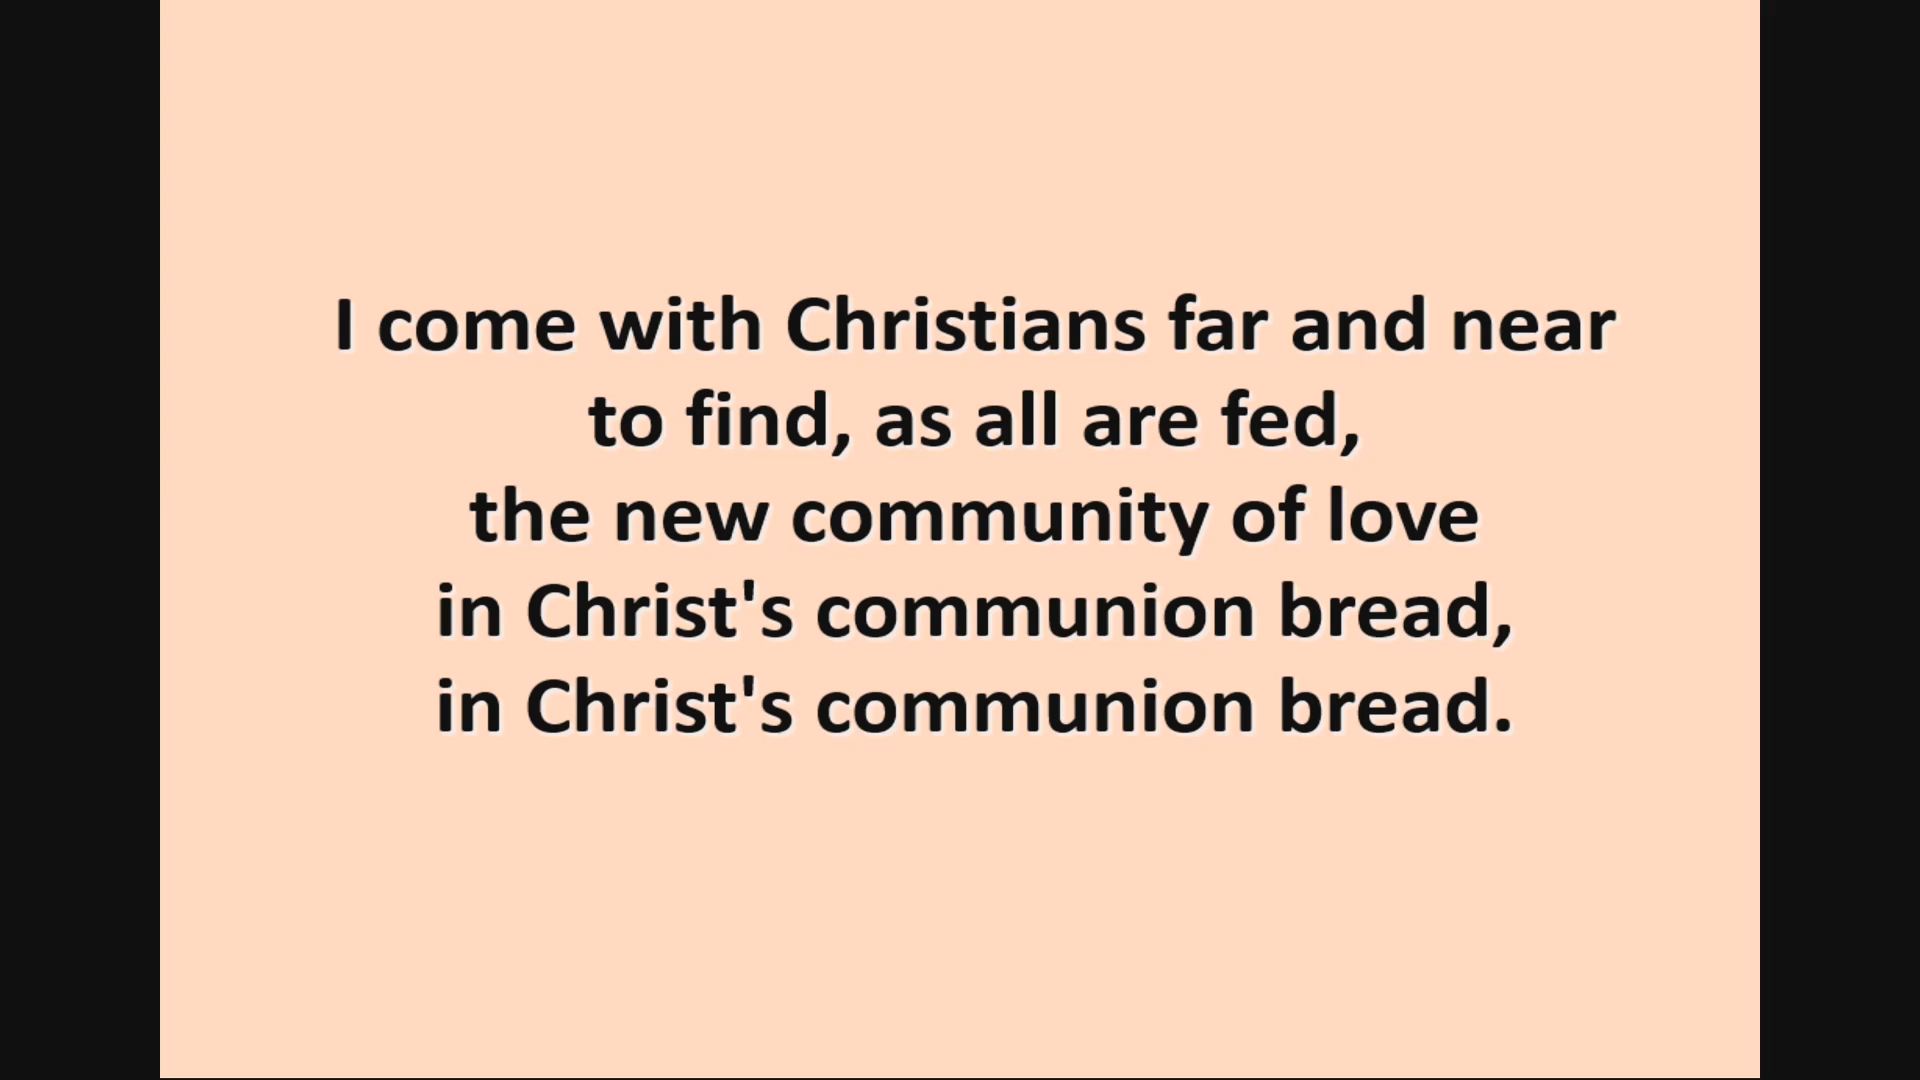 I come with Christians far and near
to find, as all are fed,
the new community of love
in Christ's communion bread,
in Christ's communion bread.